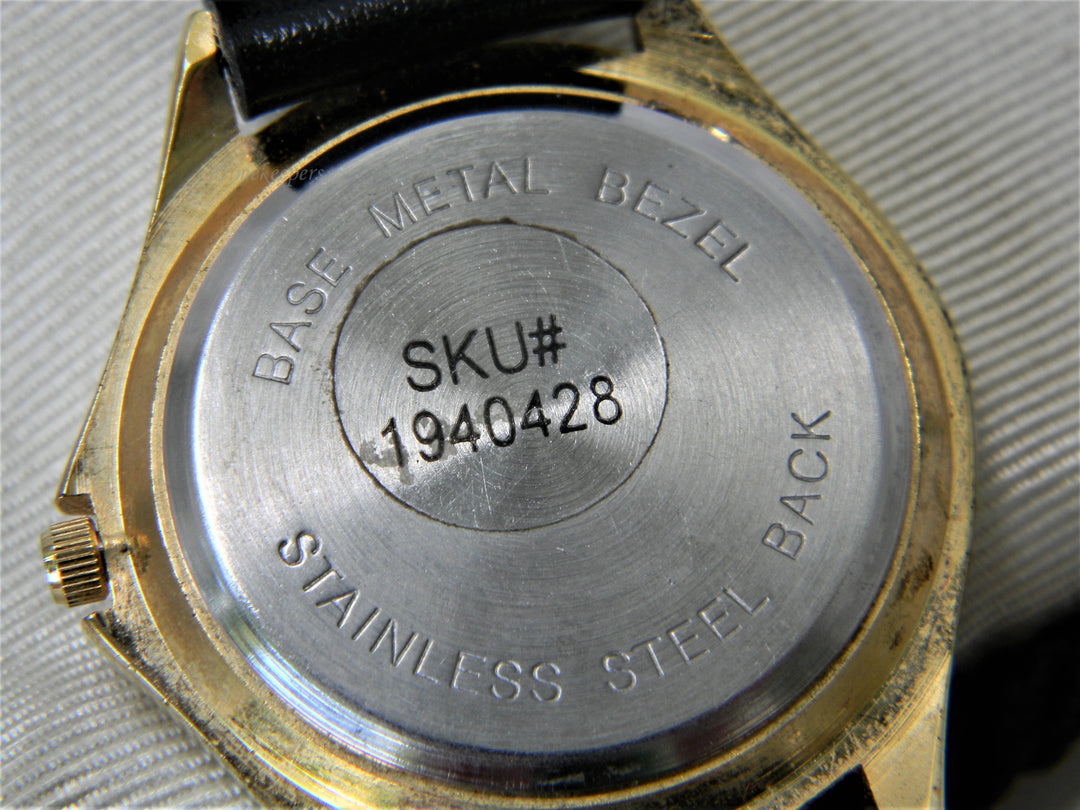 BASE METAL BEZEL
SKU#
1940428
STAINLESS STEEL BACK